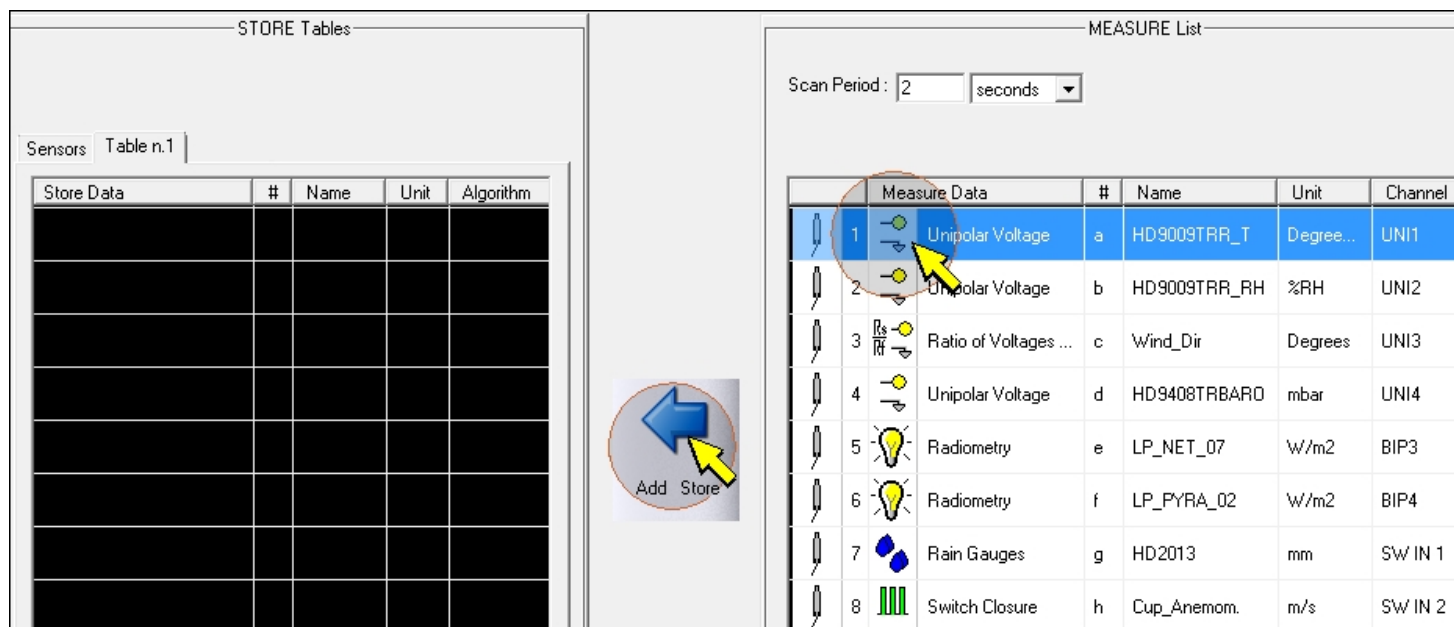 STORE Tables
Sensors Table n.1
Store Data # Name Unit Algorithm
Add Store
MEASURE List
Scan Period : 2 seconds
Measure Data # Name Unit Channel
1 Unipolar Voltage a HD9009TRR_T Degree... UNI1
2 Unipolar Voltage b HD9009TRR_RH %RH UNI2
3 Rs Rf Ratio of Voltages ... c Wind_Dir Degrees UNI3
4 Unipolar Voltage d HD9408TRBARO mbar UNI4
5 Radiometry e LP_NET_07 W/m2 BIP3
6 Radiometry f LP_PYRA_02 W/m2 BIP4
7 Rain Gauges g HD2013 mm SW IN 1
8 Switch Closure h Cup_Anemom. m/s SW IN 2